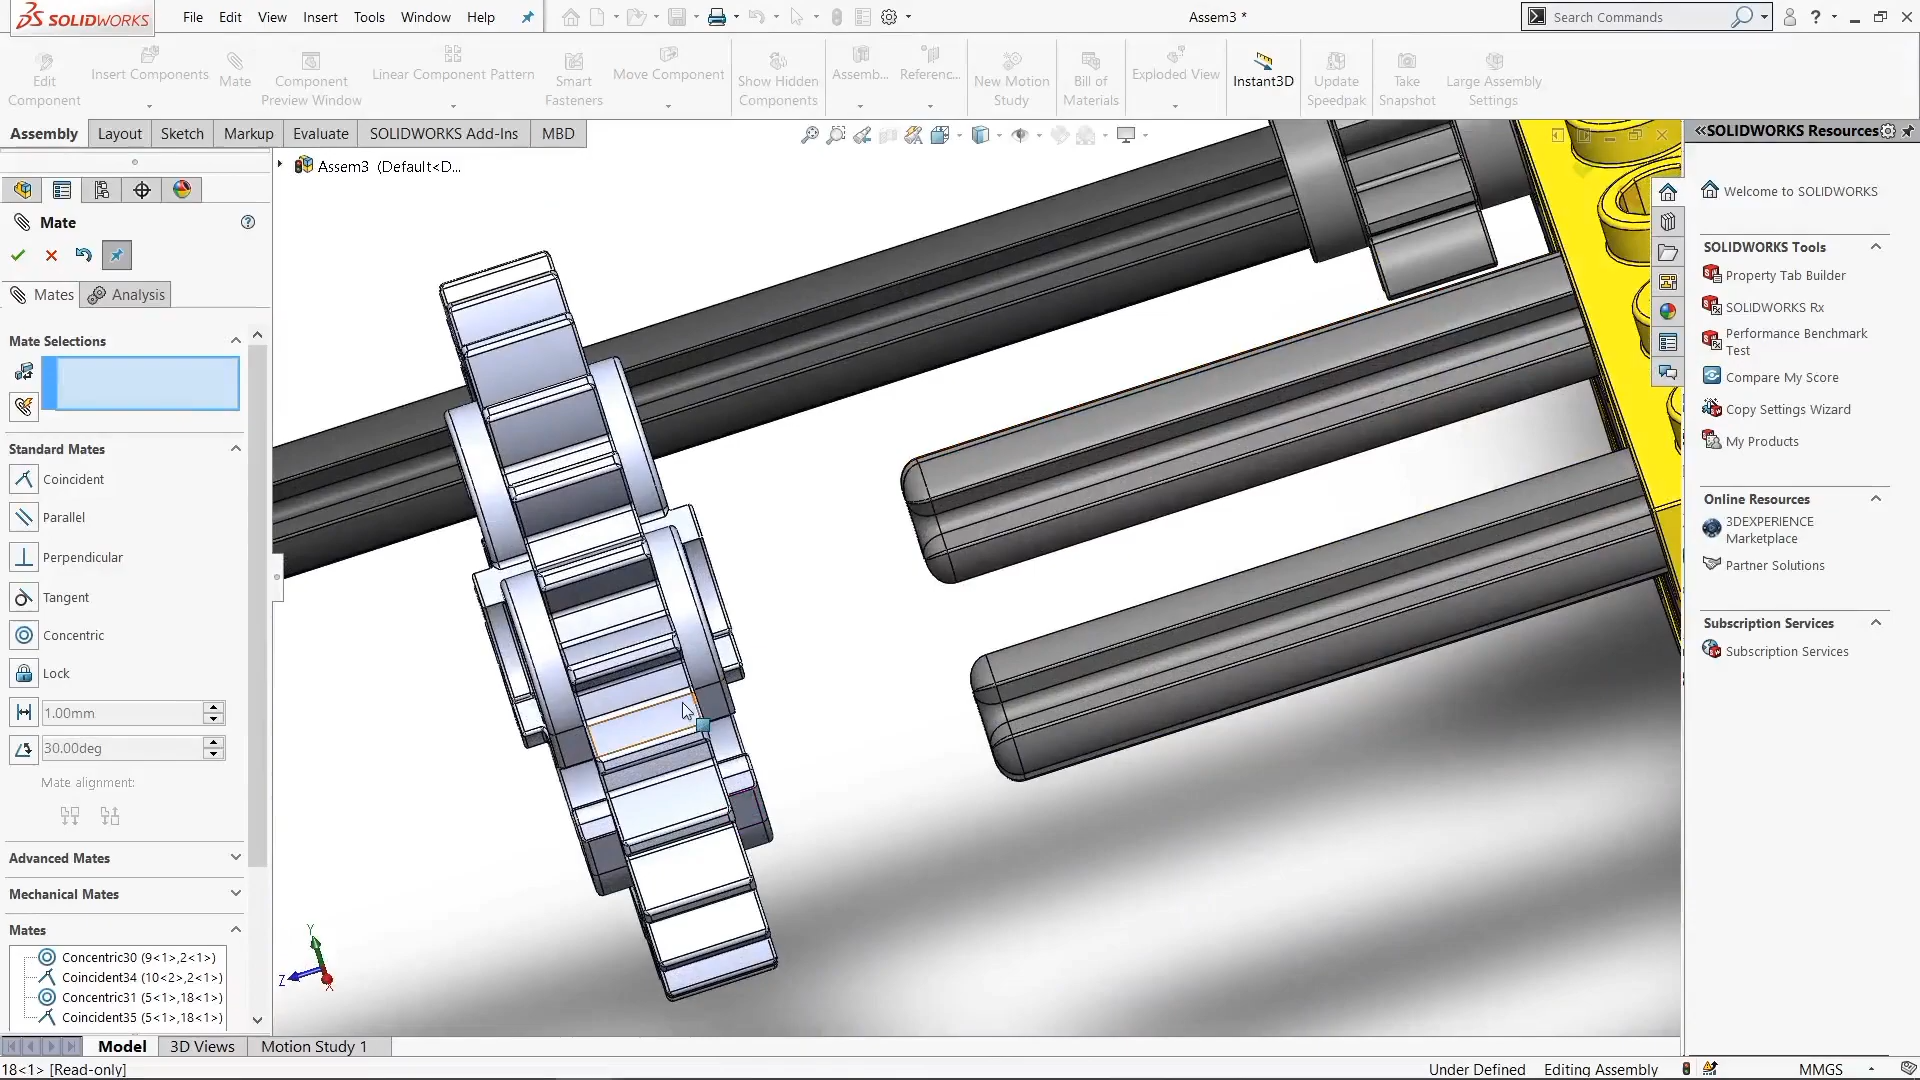 SOLIDWORKS
File Edit View Insert Tools Window Help
Assem3 *
Search Commands
Edit Component
Insert Components
Mate
Component Preview Window
Linear Component Pattern
Smart Fasteners
Move Component
Show Hidden Components
Assemb...
Referenc...
New Motion Study
Bill of Materials
Exploded View
Instant3D
Update Speedpak
Take Snapshot
Large Assembly Settings
Assembly Layout Sketch Markup Evaluate SOLIDWORKS Add-Ins MBD
Assem3 (Default<D...
Mate
Mates Analysis
Mate Selections
Standard Mates
Coincident
Parallel
Perpendicular
Tangent
Concentric
Lock
1.00mm
30.00deg
Mate alignment:
Advanced Mates
Mechanical Mates
Mates
Concentric30 (9<1>,2<1>)
Coincident34 (10<2>,2<1>)
Concentric31 (5<1>,18<1>)
Coincident35 (5<1>,18<1>)
Y
Z
X
Model 3D Views Motion Study 1
18<1> [Read-only]
Under Defined Editing Assembly MMGS
SOLIDWORKS Resources
Welcome to SOLIDWORKS
SOLIDWORKS Tools
Property Tab Builder
SOLIDWORKS Rx
Performance Benchmark
Test
Compare My Score
Copy Settings Wizard
My Products
Online Resources
3DEXPERIENCE
Marketplace
Partner Solutions
Subscription Services
Subscription Services